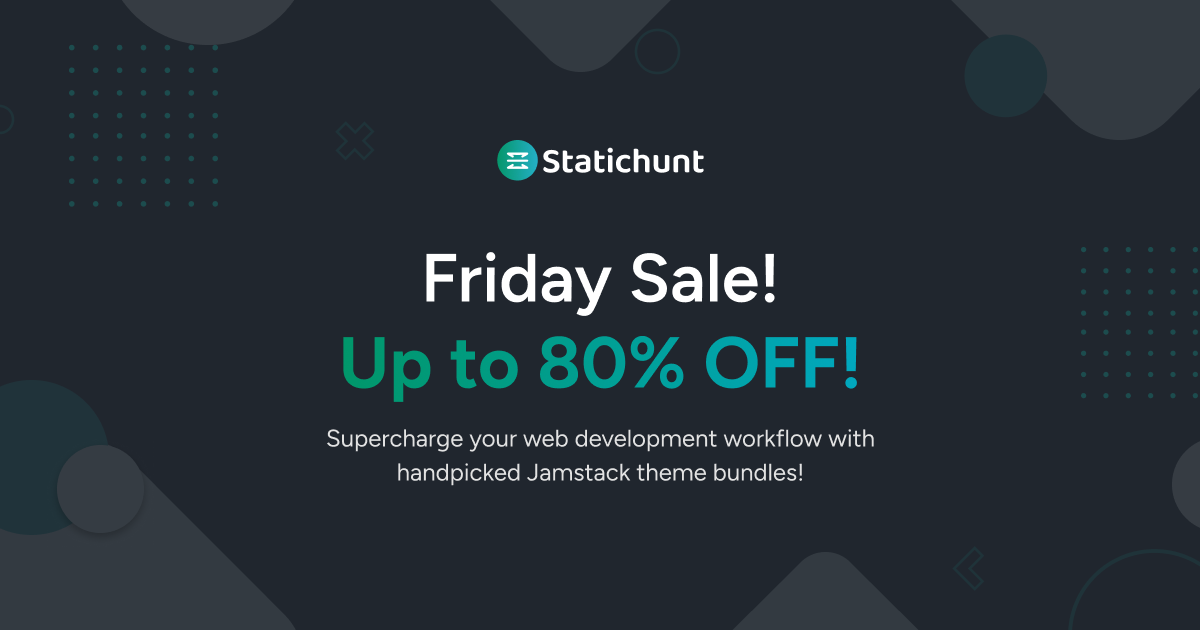 Statichunt
Friday Sale!
Up to 80% OFF!
Supercharge your web development workflow with
handpicked Jamstack theme bundles!